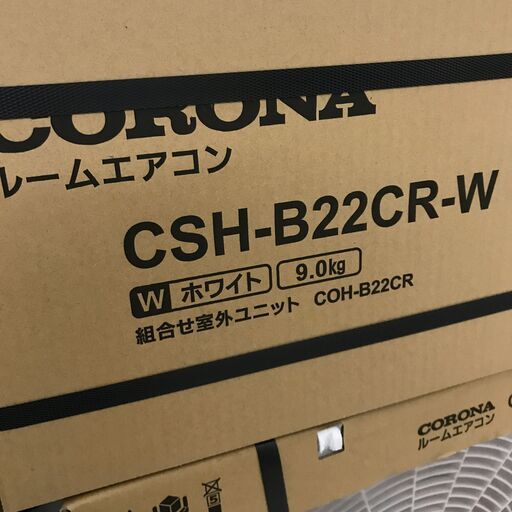 CORONA
ルームエアコン
CSH-B22CR-W
W ホワイト 9.0kg
組合せ室外ユニット COH-B22CR
CORONA
ルームエアコン
5